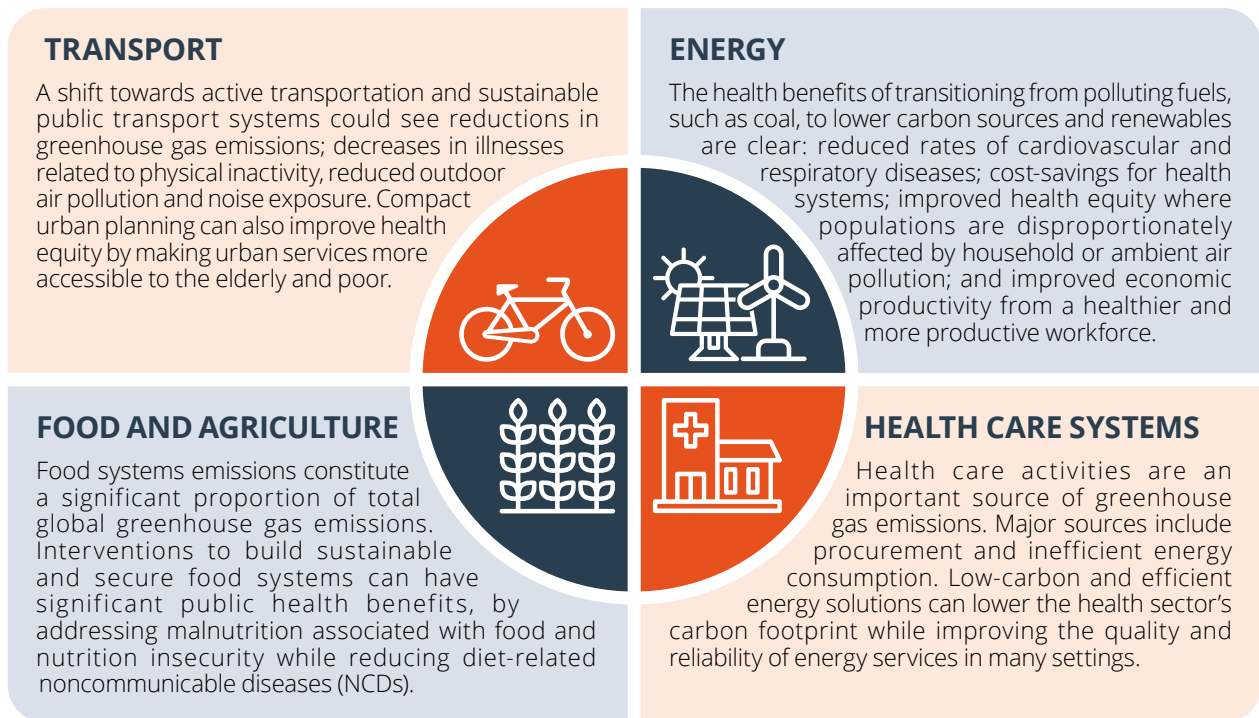 TRANSPORT
A shift towards active transportation and sustainable
public transport systems could see reductions in
greenhouse gas emissions; decreases in illnesses
related to physical inactivity, reduced outdoor
air pollution and noise exposure. Compact
urban planning can also improve health
equity by making urban services more
accessible to the elderly and poor.
ENERGY
The health benefits of transitioning from polluting fuels,
such as coal, to lower carbon sources and renewables
are clear: reduced rates of cardiovascular and
respiratory diseases; cost-savings for health
systems; improved health equity where
populations are disproportionately
affected by household or ambient air
pollution; and improved economic
productivity from a healthier and
more productive workforce.
FOOD AND AGRICULTURE
Food systems emissions constitute
a significant proportion of total
global greenhouse gas emissions.
Interventions to build sustainable
and secure food systems can have
significant public health benefits, by
addressing malnutrition associated with food and
nutrition insecurity while reducing diet-related
noncommunicable diseases (NCDs).
HEALTH CARE SYSTEMS
Health care activities are an
important source of greenhouse
gas emissions. Major sources include
procurement and inefficient energy
consumption. Low-carbon and efficient
energy solutions can lower the health sector's
carbon footprint while improving the quality and
reliability of energy services in many settings.